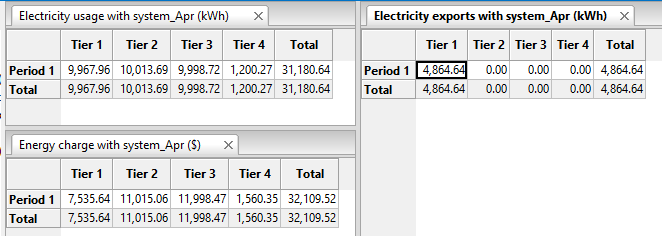 Electricity usage with system_Apr (kWh)
Tier 1 Tier 2 Tier 3 Tier 4 Total
Period 1 9,967.96 10,013.69 9,998.72 1,200.27 31,180.64
Total 9,967.96 10,013.69 9,998.72 1,200.27 31,180.64
Energy charge with system_Apr ($)
Tier 1 Tier 2 Tier 3 Tier 4 Total
Period 1 7,535.64 11,015.06 11,998.47 1,560.35 32,109.52
Total 7,535.64 11,015.06 11,998.47 1,560.35 32,109.52
Electricity exports with system_Apr (kWh)
Tier 1 Tier 2 Tier 3 Tier 4 Total
Period 1 4,864.64 0.00 0.00 0.00 4,864.64
Total 4,864.64 0.00 0.00 0.00 4,864.64